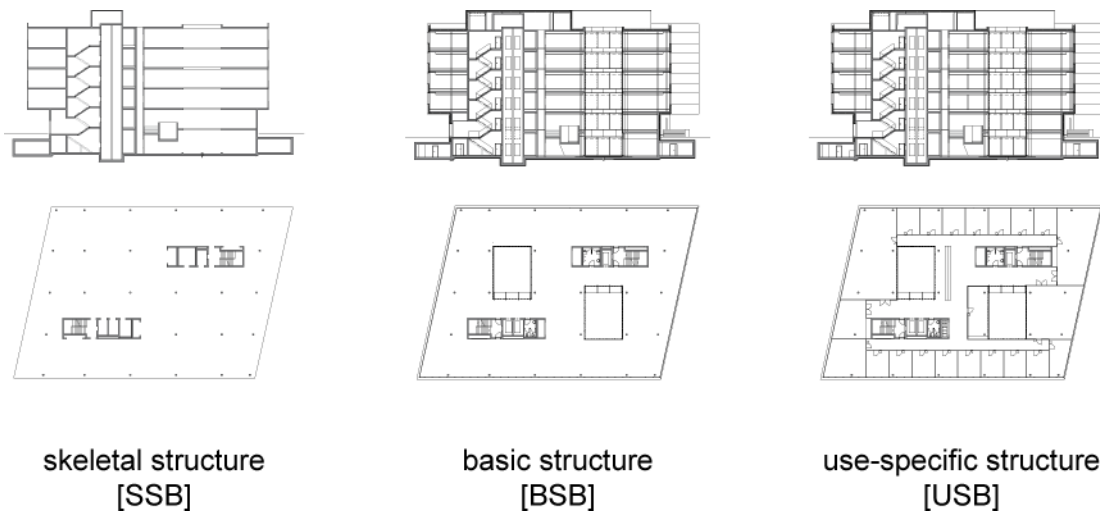 skeletal structure
[SSB]
basic structure
[BSB]
use-specific structure
[USB]